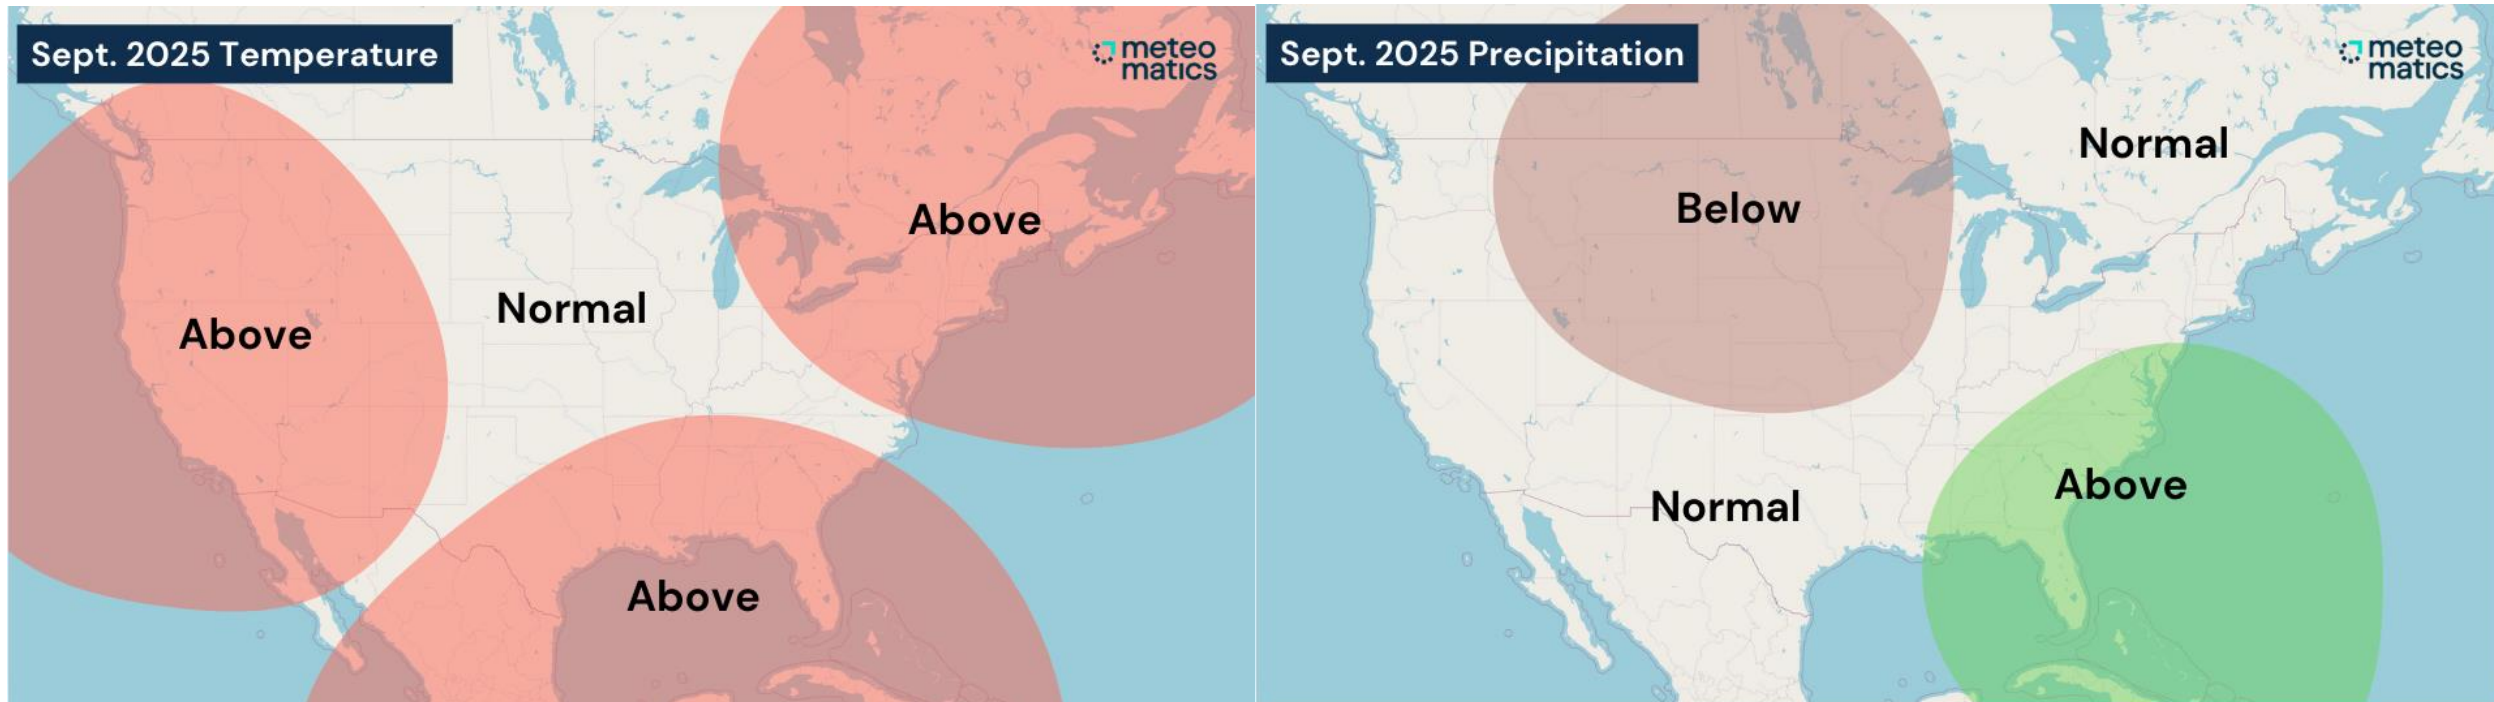 Sept. 2025 Temperature
meteo
matics
Above
Normal
Above
Above
Sept. 2025 Precipitation
meteo
matics
Normal
Below
Above
Normal